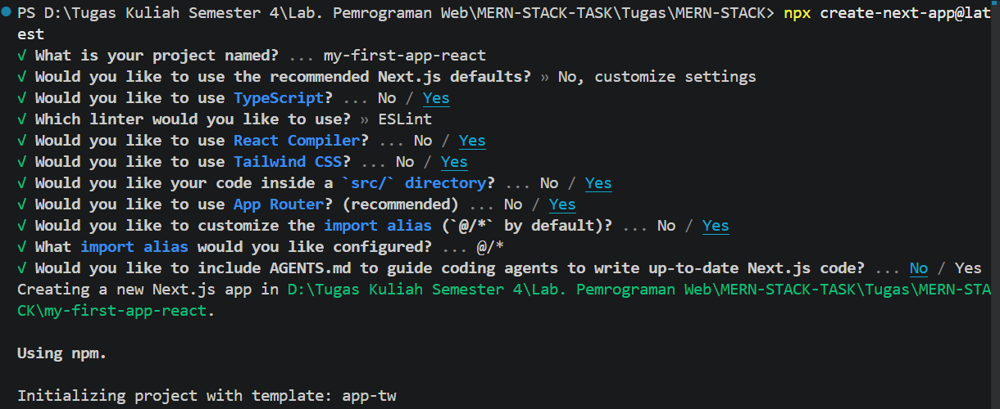 PS D:\Tugas Kuliah Semester 4\Lab. Pemrograman Web\MERN-STACK-TASK\Tugas\MERN-STACK> npx create-next-app@lat
est
√ What is your project named? ... my-first-app-react
√ Would you like to use the recommended Next.js defaults? » No, customize settings
√ Would you like to use TypeScript? ... No / Yes
√ Which linter would you like to use? » ESLint
√ Would you like to use React Compiler? ... No / Yes
√ Would you like to use Tailwind CSS? ... No / Yes
√ Would you like your code inside a `src/` directory? ... No / Yes
√ Would you like to use App Router? (recommended) ... No / Yes
√ Would you like to customize the import alias (`@/*` by default)? ... No / Yes
√ What import alias would you like configured? ... @/*
√ Would you like to include AGENTS.md to guide coding agents to write up-to-date Next.js code? ... No / Yes
Creating a new Next.js app in D:\Tugas Kuliah Semester 4\Lab. Pemrograman Web\MERN-STACK-TASK\Tugas\MERN-STA
CK\my-first-app-react.
Using npm.
Initializing project with template: app-tw